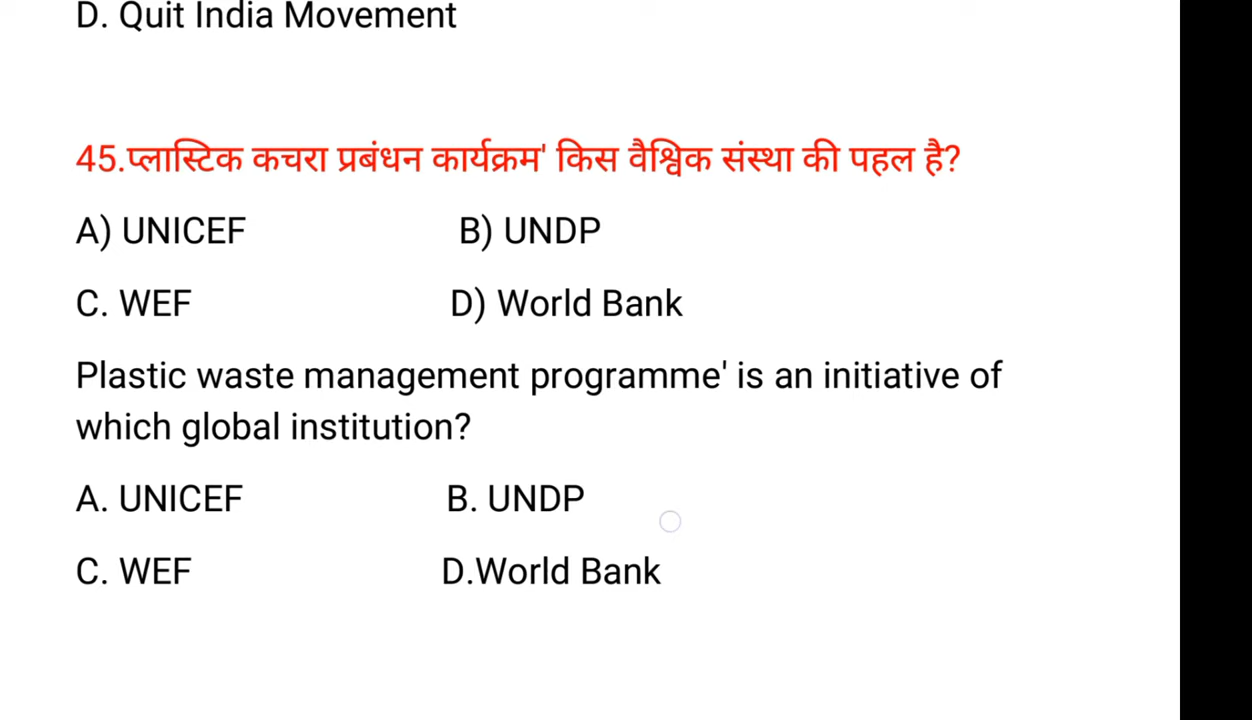 D. Quit India Movement
45.प्लास्टिक कचरा प्रबंधन कार्यक्रम' किस वैश्विक संस्था की पहल है?
A) UNICEF B) UNDP
C. WEF D) World Bank
Plastic waste management programme' is an initiative of
which global institution?
A. UNICEF B. UNDP
C. WEF D.World Bank